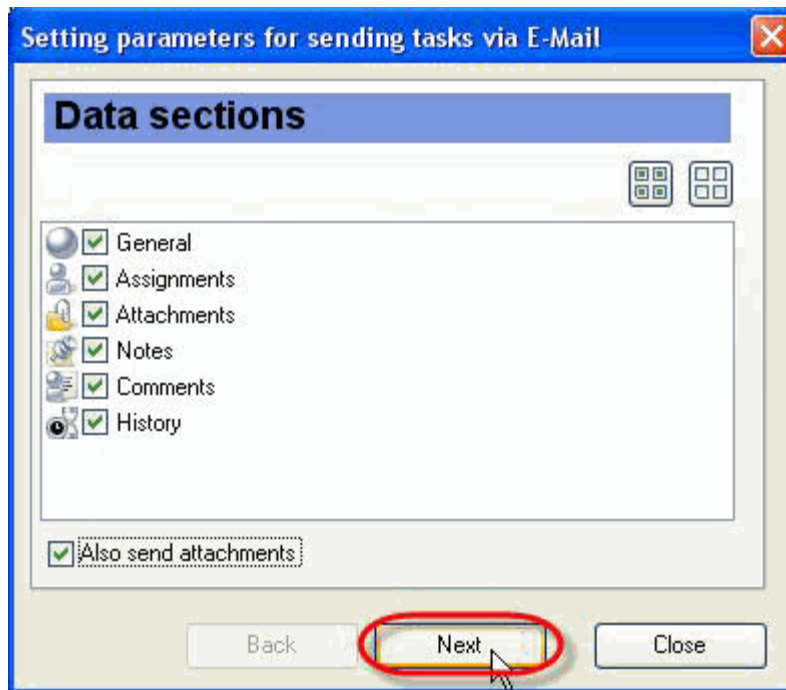 Setting parameters for sending tasks via E-Mail
Data sections
General
Assignments
Attachments
Notes
Comments
History
Also send attachments
Back Next Close